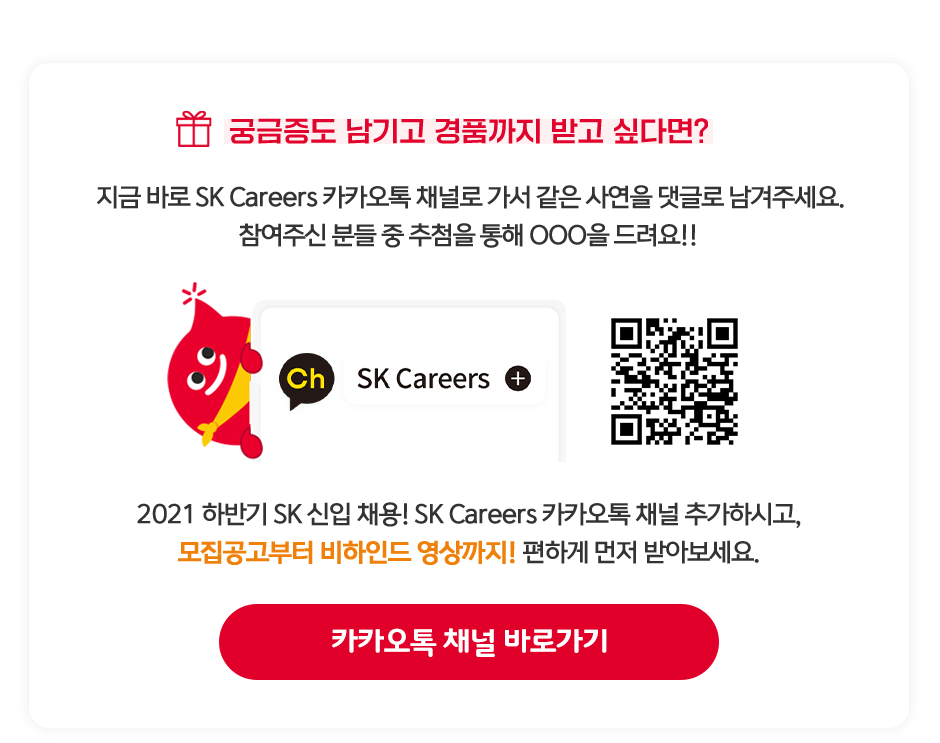 궁금증도 남기고 경품까지 받고 싶다면?
지금 바로 SK Careers 카카오톡 채널로 가서 같은 사연을 댓글로 남겨주세요.
참여주신 분들 중 추첨을 통해 OOO을 드려요!!
Ch SK Careers +
2021 하반기 SK 신입 채용! SK Careers 카카오톡 채널 추가하시고,
모집공고부터 비하인드 영상까지! 편하게 먼저 받아보세요.
카카오톡 채널 바로가기